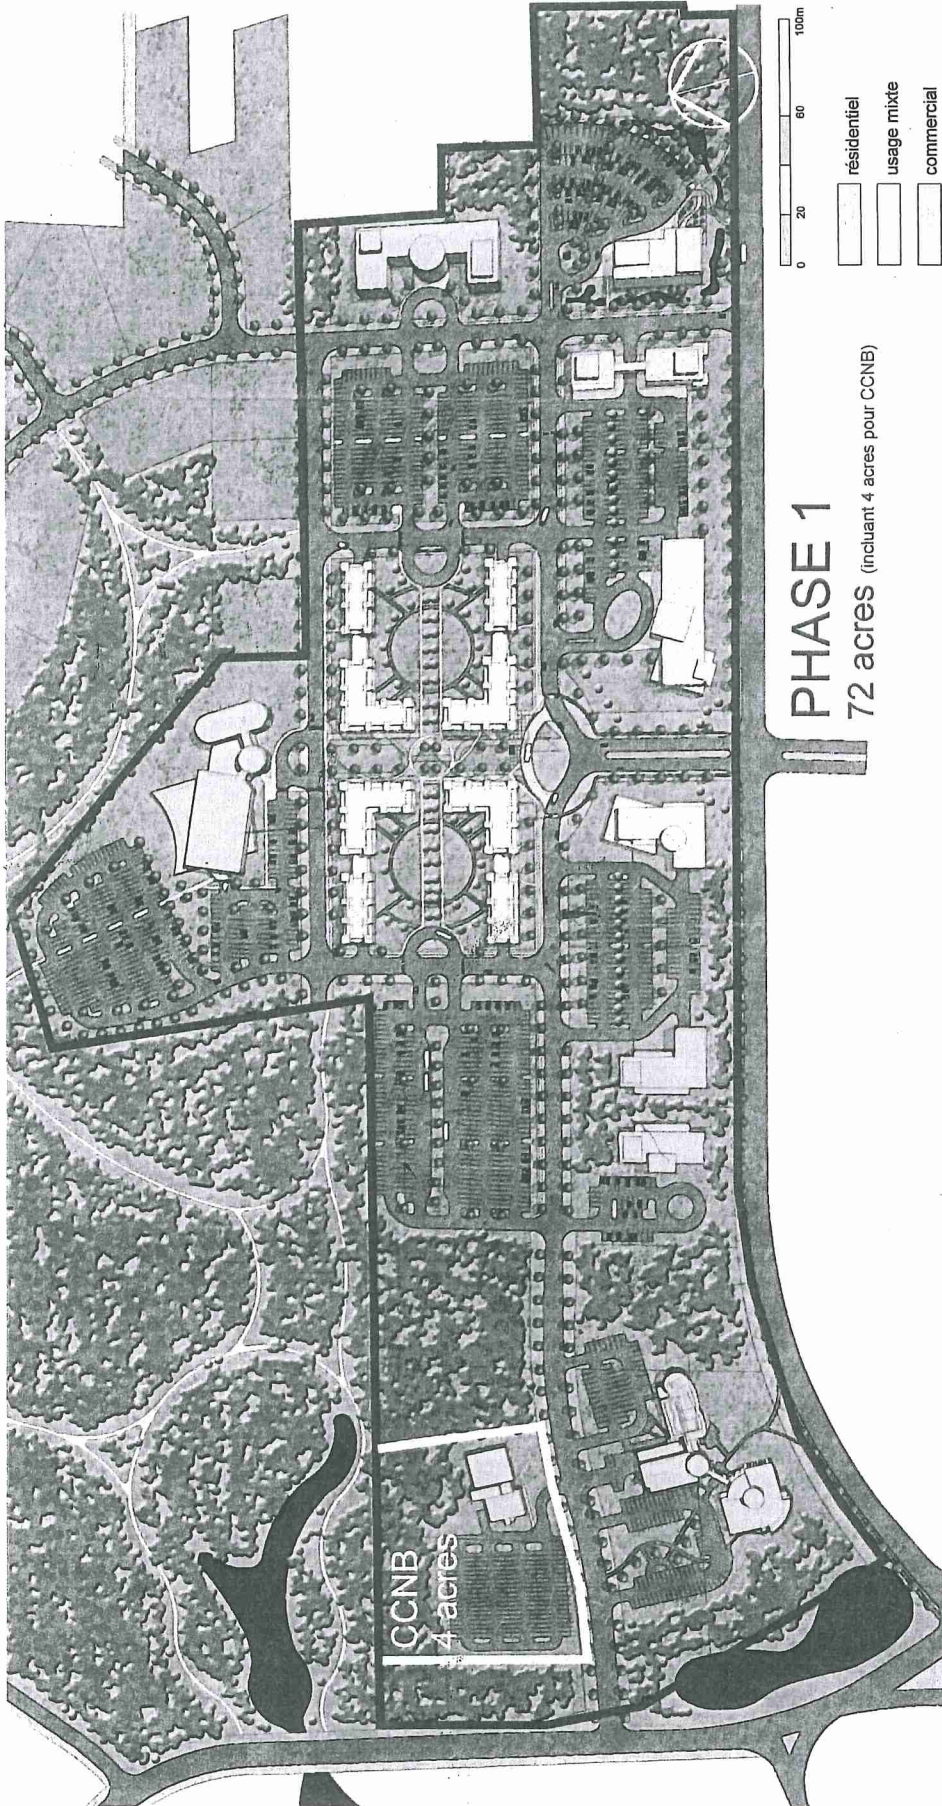 CCNB
4 acres
PHASE 1
72 acres (incluant 4 acres pour CCNB)
0 20 60 100m
résidentiel
usage mixte
commercial